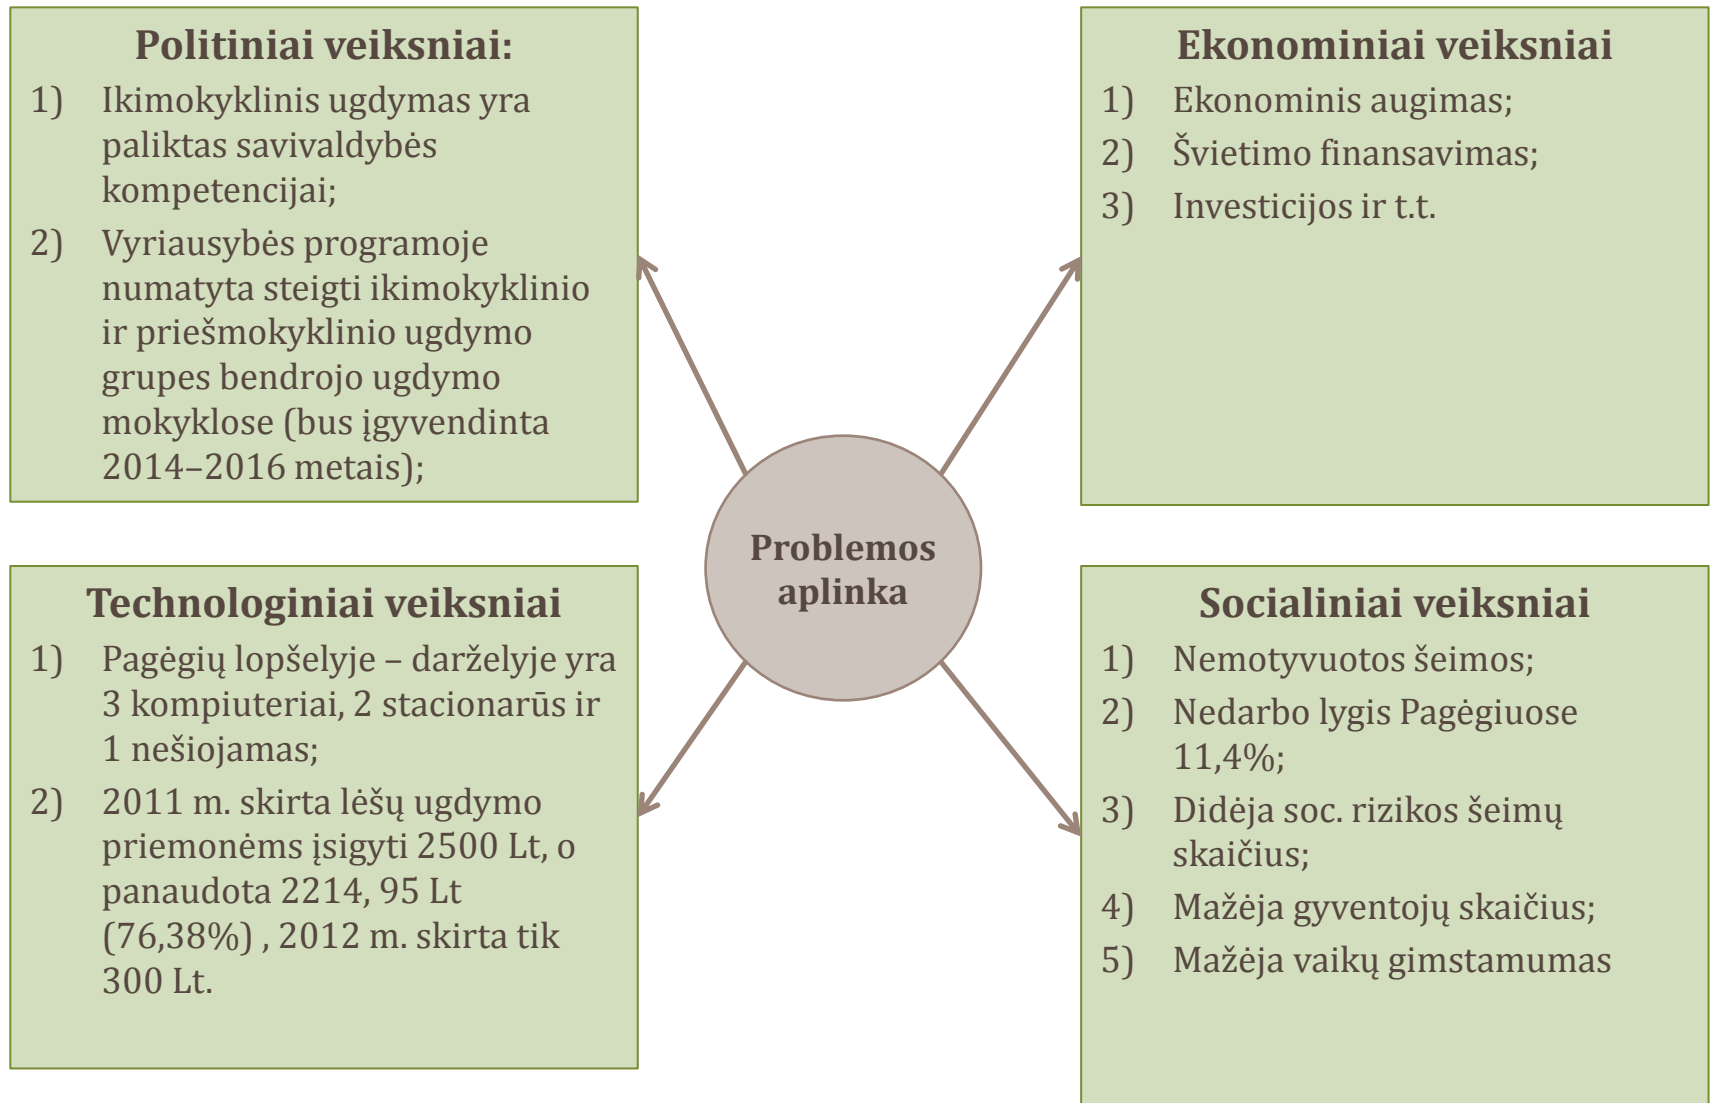 Politiniai veiksniai:
1) Ikimokyklinis ugdymas yra
paliktas savivaldybės
kompetencijai;
2) Vyriausybės programoje
numatyta steigti ikimokyklinio
ir priešmokyklinio ugdymo
grupes bendrojo ugdymo
mokyklose (bus įgyvendinta
2014–2016 metais);
Ekonominiai veiksniai
1) Ekonominis augimas;
2) Švietimo finansavimas;
3) Investicijos ir t.t.
Problemos
aplinka
Technologiniai veiksniai
1) Pagėgių lopšelyje – darželyje yra
3 kompiuteriai, 2 stacionarūs ir
1 nešiojamas;
2) 2011 m. skirta lėšų ugdymo
priemonėms įsigyti 2500 Lt, o
panaudota 2214, 95 Lt
(76,38%) , 2012 m. skirta tik
300 Lt.
Socialiniai veiksniai
1) Nemotyvuotos šeimos;
2) Nedarbo lygis Pagėgiuose
11,4%;
3) Didėja soc. rizikos šeimų
skaičius;
4) Mažėja gyventojų skaičius;
5) Mažėja vaikų gimstamumas